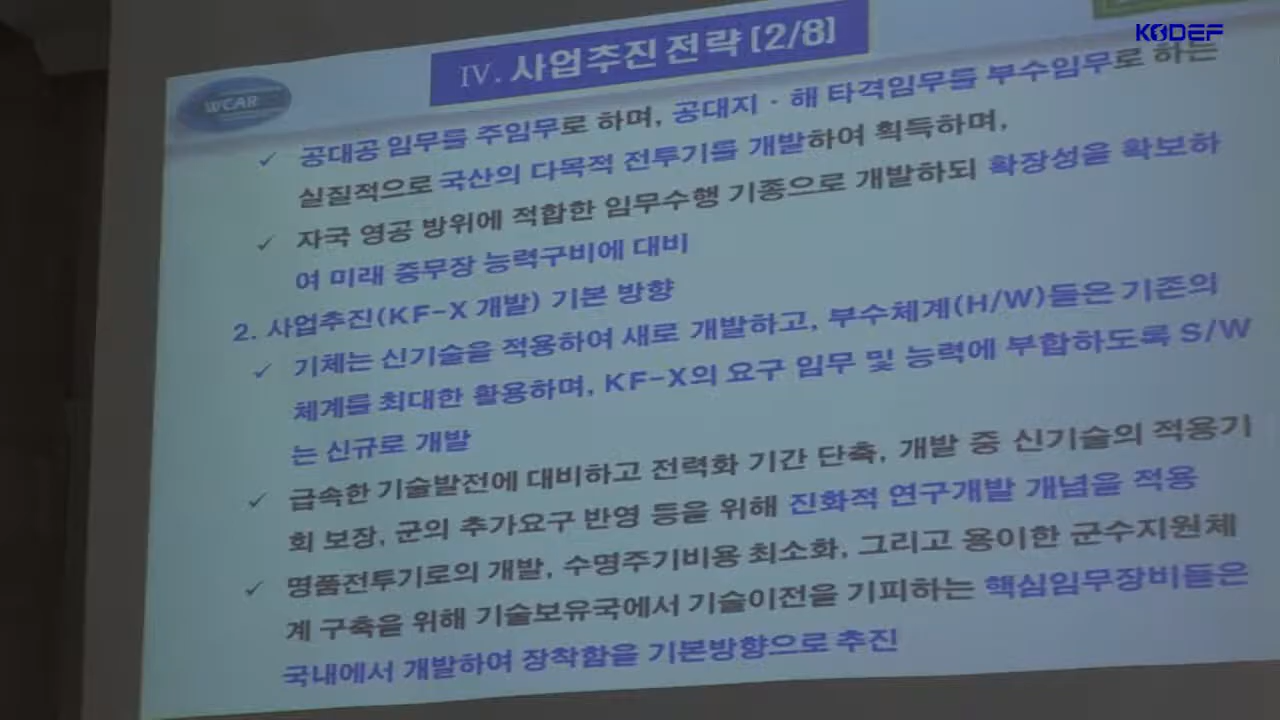 KODEF
IV. 사업추진 전략 [2/8]
WCAR
✓ 공대공 임무를 주임무로 하며, 공대지 · 해 타격임무를 부수임무로 하는
실질적으로 국산의 다목적 전투기를 개발하여 획득하며,
✓ 자국 영공 방위에 적합한 임무수행 기종으로 개발하되 확장성을 확보하
여 미래 중무장 능력구비에 대비
2. 사업추진(KF-X 개발) 기본 방향
✓ 기체는 신기술을 적용하여 새로 개발하고, 부수체계(H/W)들은 기존의
체계를 최대한 활용하며, KF-X의 요구 임무 및 능력에 부합하도록 S/W
는 신규로 개발
✓ 급속한 기술발전에 대비하고 전력화 기간 단축, 개발 중 신기술의 적용기
회 보장, 군의 추가요구 반영 등을 위해 진화적 연구개발 개념을 적용
✓ 명품전투기로의 개발, 수명주기비용 최소화, 그리고 용이한 군수지원체
계 구축을 위해 기술보유국에서 기술이전을 기피하는 핵심임무장비들은
국내에서 개발하여 장착함을 기본방향으로 추진